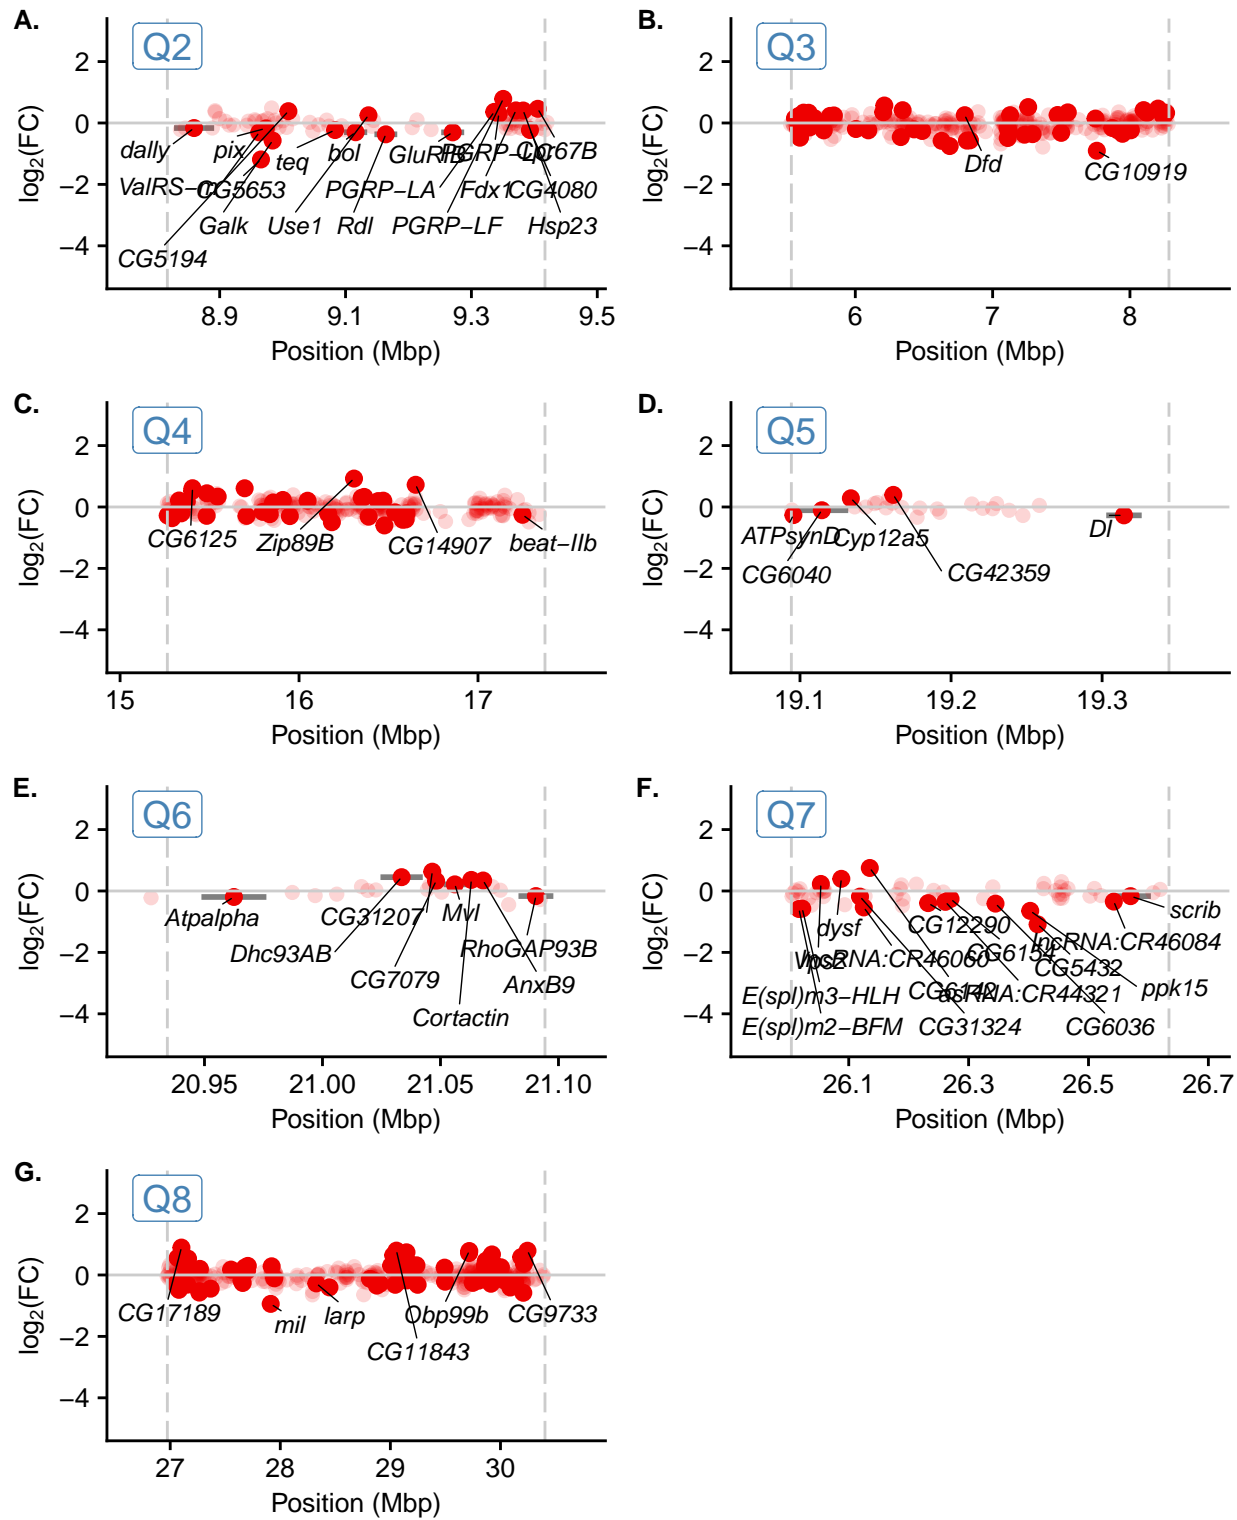 A.
Q2
log2(FC)
2
0
−2
−4
dally
pix
teq
bol
GluRIB
PGRP−LC
Cpr67B
ValRS−m
CG5653
PGRP−LA
Fdx1
CG4080
Galk
Use1
Rdl
PGRP−LF
Hsp23
CG5194
8.9
9.1
9.3
9.5
Position (Mbp)
B.
Q3
log2(FC)
2
0
−2
−4
Dfd
CG10919
6
7
8
Position (Mbp)
C.
Q4
log2(FC)
2
0
−2
−4
CG6125
Zip89B
CG14907
beat−IIb
15
16
17
Position (Mbp)
D.
Q5
log2(FC)
2
0
−2
−4
ATPsynD
Cyp12a5
Dl
CG6040
CG42359
19.1
19.2
19.3
Position (Mbp)
E.
Q6
log2(FC)
2
0
−2
−4
Atpalpha
CG31207
Mvl
Dhc93AB
RhoGAP93B
CG7079
AnxB9
Cortactin
20.95
21.00
21.05
21.10
Position (Mbp)
F.
Q7
log2(FC)
2
0
−2
−4
scrib
dysf
CG12290
lncRNA:CR46084
Vps2
lncRNA:CR46060
CG6154
CG5432
E(spl)m3−HLH
CG6142
asRNA:CR44321
ppk15
E(spl)m2−BFM
CG31324
CG6036
26.1
26.3
26.5
26.7
Position (Mbp)
G.
Q8
log2(FC)
2
0
−2
−4
CG17189
mil
larp
Obp99b
CG9733
CG11843
27
28
29
30
Position (Mbp)